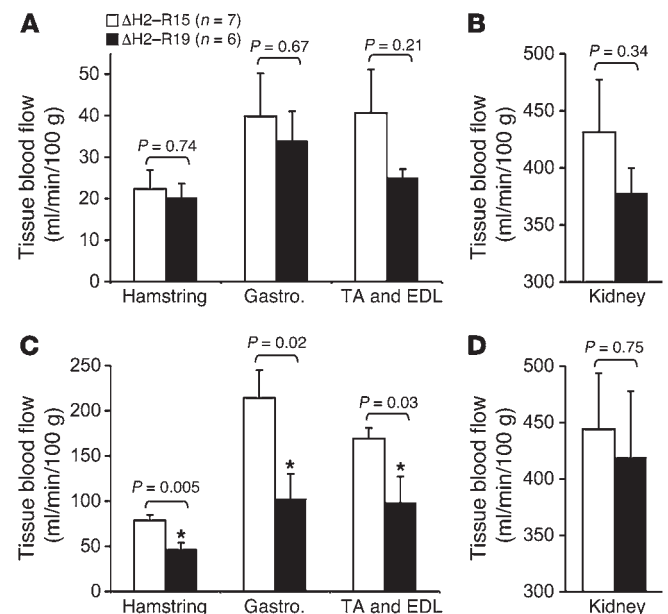 A
ΔH2–R15 (n = 7)
ΔH2–R19 (n = 6)
P = 0.74
P = 0.67
P = 0.21
Tissue blood flow
(ml/min/100 g)
50
40
30
20
10
0
Hamstring Gastro. TA and EDL
B
P = 0.34
Tissue blood flow
(ml/min/100 g)
500
450
400
350
300
Kidney
C
P = 0.005
P = 0.02
P = 0.03
* * *
Tissue blood flow
(ml/min/100 g)
250
200
150
100
50
0
Hamstring Gastro. TA and EDL
D
P = 0.75
Tissue blood flow
(ml/min/100 g)
500
450
400
350
300
Kidney